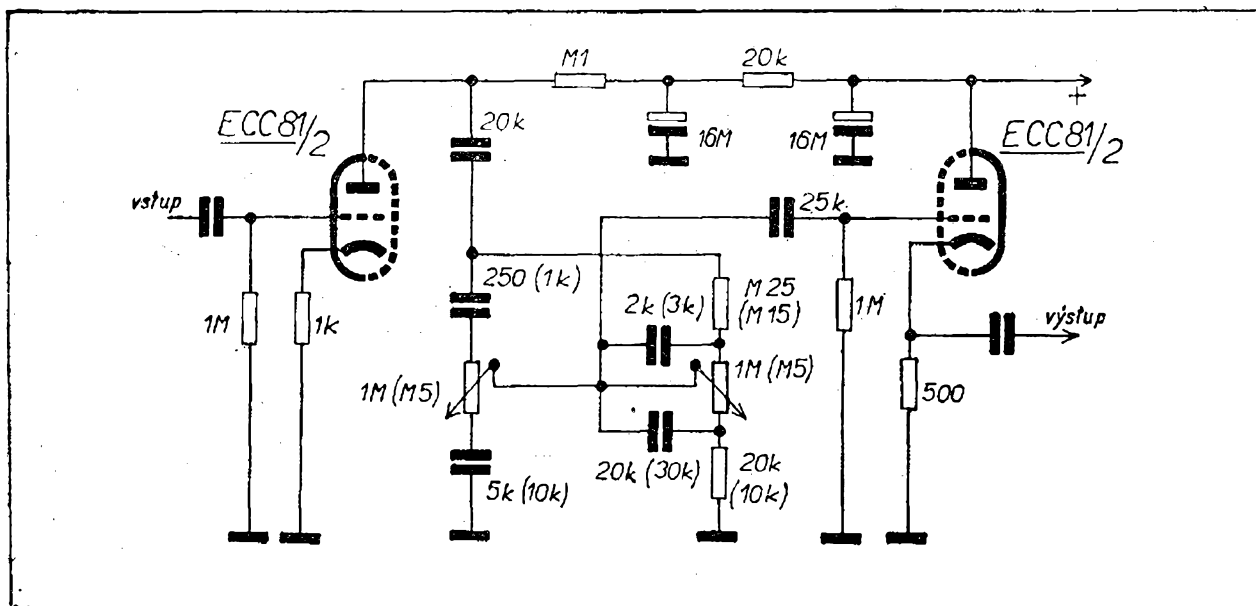 M1
20k
ECC81/2
20k
16M
16M
ECC81/2
vstup
25k
250 (1k)
M25
(M15)
2k (3k)
1M
1k
1M
výstup
1M (M5)
1M (M5)
500
20k (30k)
20k
(10k)
5k (10k)
+